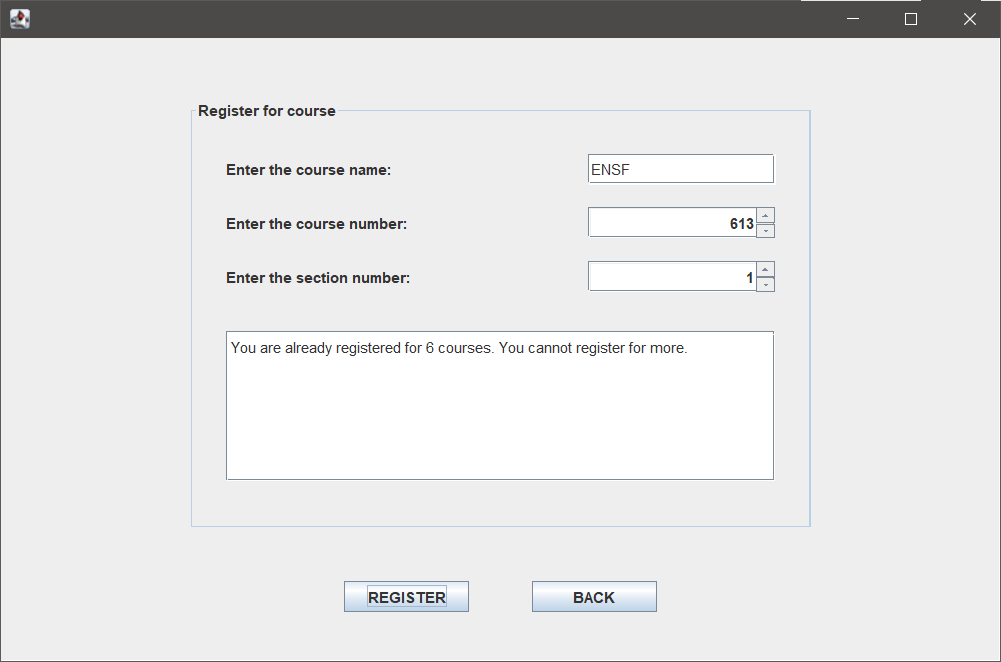 Register for course
Enter the course name: ENSF
Enter the course number: 613
Enter the section number: 1
You are already registered for 6 courses. You cannot register for more.
REGISTER BACK